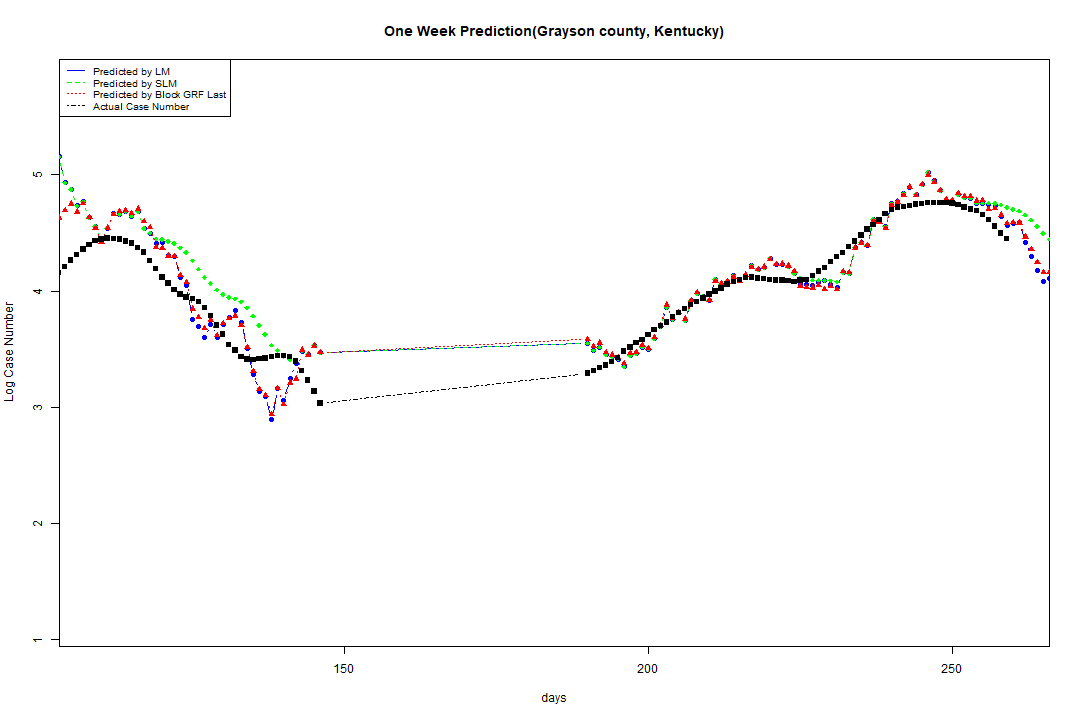 One Week Prediction(Grayson county, Kentucky)
Predicted by LM
Predicted by SLM
Predicted by Block GRF Last
Actual Case Number
5
4
3
2
1
Log Case Number
150 200 250
days